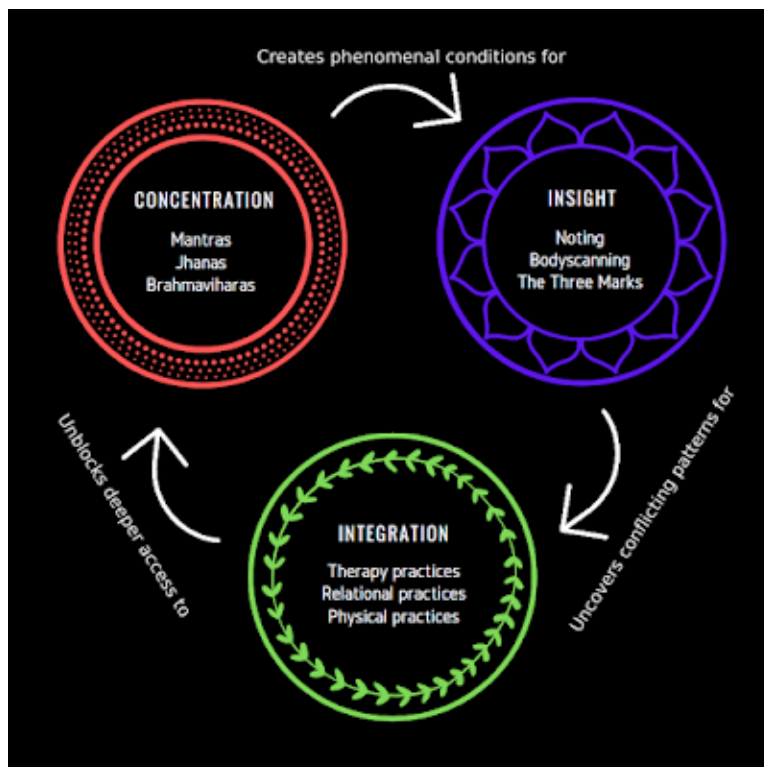 Creates phenomenal conditions for
CONCENTRATION
Mantras
Jhanas
Brahmaviharas
INSIGHT
Noting
Bodyscanning
The Three Marks
Uncovers conflicting patterns for
INTEGRATION
Therapy practices
Relational practices
Physical practices
Unblocks deeper access to